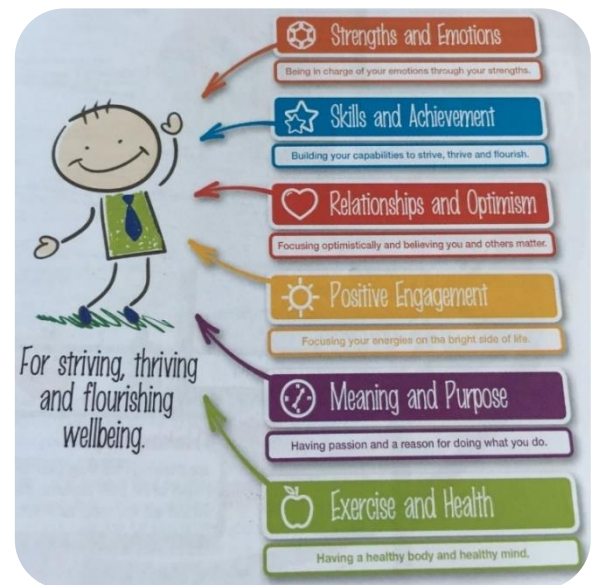 Strengths and Emotions
Being in charge of your emotions through your strengths.
Skills and Achievement
Building your capabilities to strive, thrive and flourish.
Relationships and Optimism
Focusing optimistically and believing you and others matter.
Positive Engagement
Focusing your energies on the bright side of life.
Meaning and Purpose
Having passion and a reason for doing what you do.
Exercise and Health
Having a healthy body and healthy mind.
For striving, thriving
and flourishing
wellbeing.